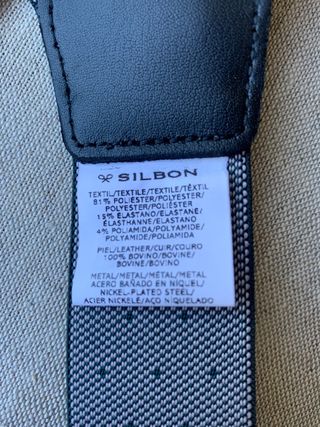 SILBON
TEXTIL/TEXTILE/TEXTILE/TÊXTIL
81% POLIÉSTER/POLYESTER/
POLYESTER/POLIÉSTER
15% ELASTANO/ELASTANE/
ÉLASTHANNE/ELASTANO
4% POLIAMIDA/POLYAMIDE/
POLYAMIDE/POLIAMIDA
PIEL/LEATHER/CUIR/COURO
100% BOVINO/BOVINE/
BOVINE/BOVINO
METAL/METAL/MÉTAL/METAL
ACERO BAÑADO EN NIQUEL/
NICKEL-PLATED STEEL/
ACIER NICKELÉ/AÇO NIQUELADO